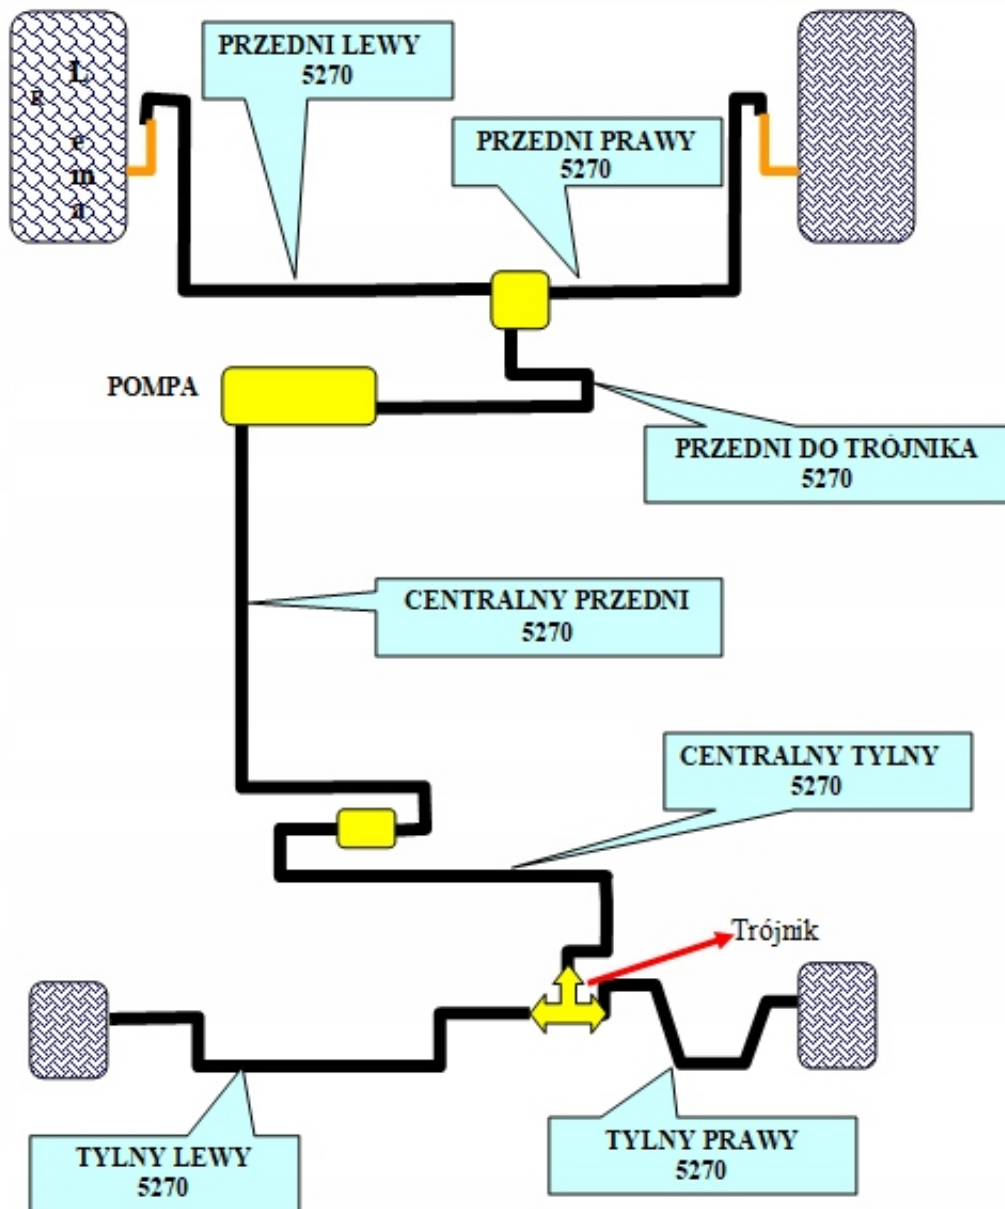 PRZEDNI LEWY
5270
L
F
e
m
a
PRZEDNI PRAWY
5270
POMPA
PRZEDNI DO TRÓJNIKA
5270
CENTRALNY PRZEDNI
5270
CENTRALNY TYLNY
5270
Trójnik
TYLNY LEWY
5270
TYLNY PRAWY
5270